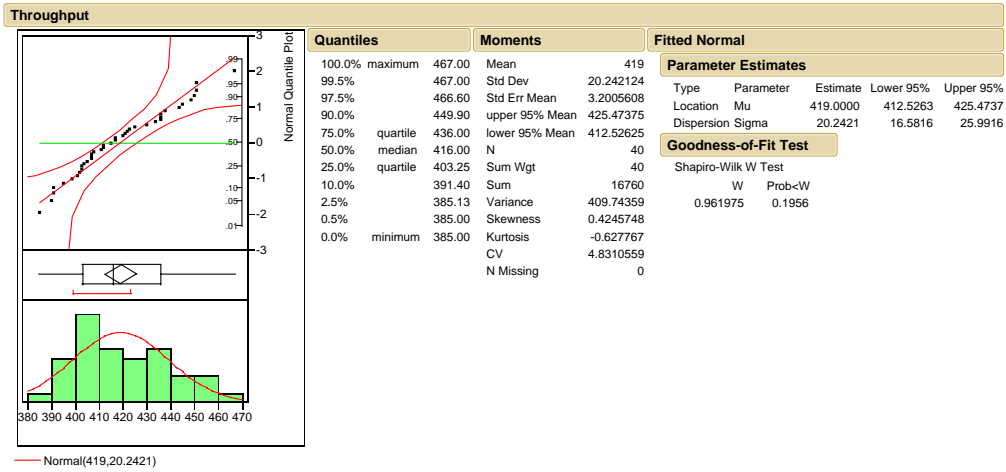 Throughput
3
2
1
0
-1
-2
-3
.99
.95
.90
.75
.50
.25
.10
.05
.01
Normal Quantile Plot
380 390 400 410 420 430 440 450 460 470
Normal(419,20.2421)
Quantiles
100.0% maximum 467.00
99.5% 467.00
97.5% 466.60
90.0% 449.90
75.0% quartile 436.00
50.0% median 416.00
25.0% quartile 403.25
10.0% 391.40
2.5% 385.13
0.5% 385.00
0.0% minimum 385.00
Moments
Mean 419
Std Dev 20.242124
Std Err Mean 3.2005608
upper 95% Mean 425.47375
lower 95% Mean 412.52625
N 40
Sum Wgt 40
Sum 16760
Variance 409.74359
Skewness 0.4245748
Kurtosis -0.627767
CV 4.8310559
N Missing 0
Fitted Normal
Parameter Estimates
Type Parameter Estimate Lower 95% Upper 95%
Location Mu 419.0000 412.5263 425.4737
Dispersion Sigma 20.2421 16.5816 25.9916
Goodness-of-Fit Test
Shapiro-Wilk W Test
W Prob<W
0.961975 0.1956